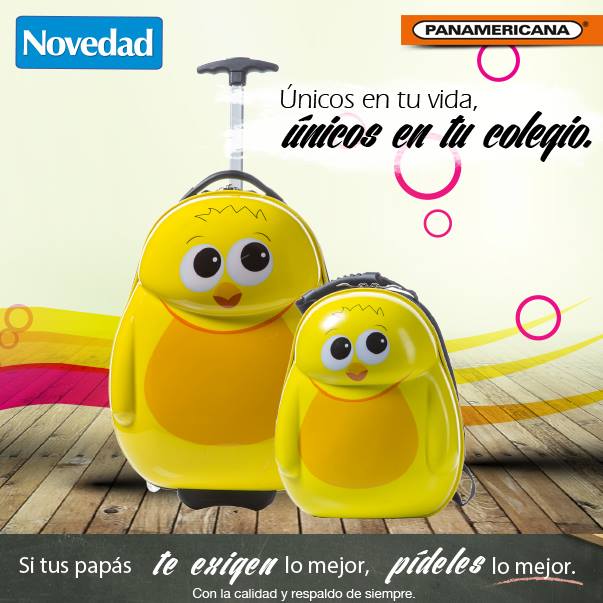 Novedad
PANAMERICANA
Únicos en tu vida,
únicos en tu colegio.
Si tus papás te exigen lo mejor, pídeles lo mejor.
Con la calidad y respaldo de siempre.